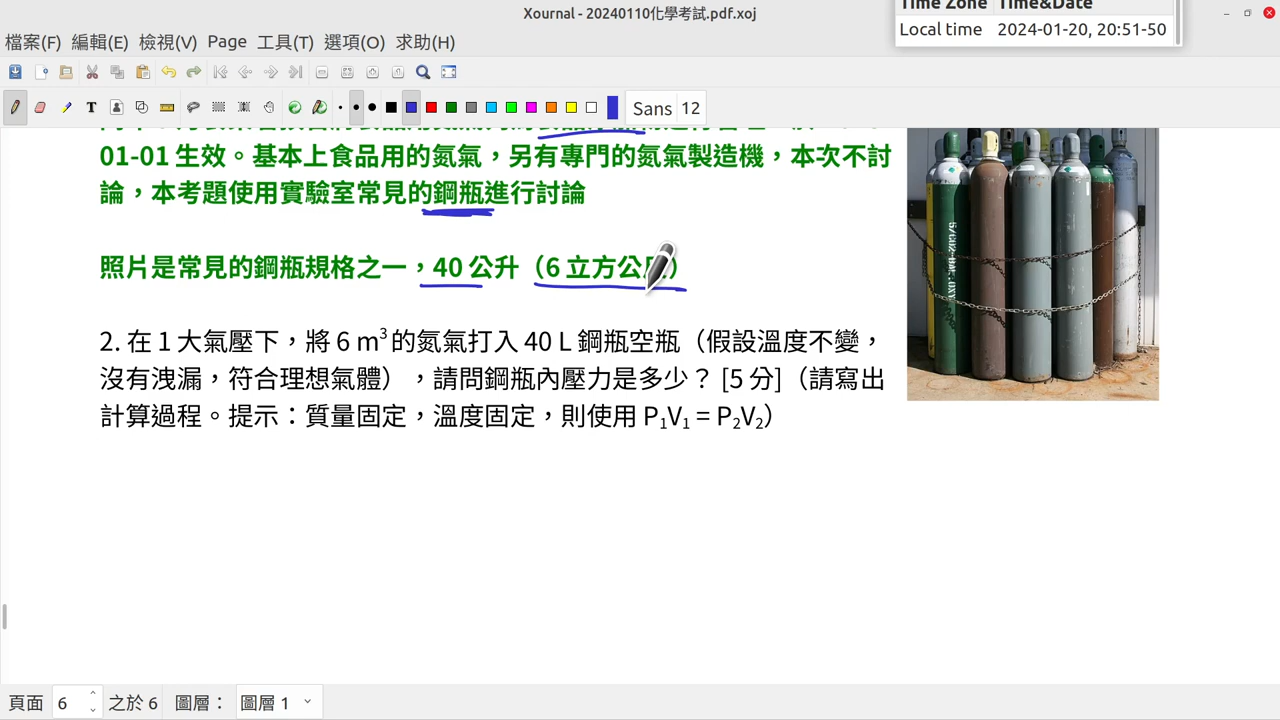 Xournal - 20240110化學考試.pdf.xoj
Time Zone Time&Date
Local time 2024-01-20, 20:51-50
檔案(F) 編輯(E) 檢視(V) Page 工具(T) 選項(O) 求助(H)
Sans 12
01-01 生效。基本上食品用的氮氣，另有專門的氮氣製造機，本次不討
論，本考題使用實驗室常見的鋼瓶進行討論
照片是常見的鋼瓶規格之一，40 公升（6 立方公尺）
2. 在 1 大氣壓下，將 6 m³ 的氮氣打入 40 L 鋼瓶空瓶（假設溫度不變，
沒有洩漏，符合理想氣體），請問鋼瓶內壓力是多少？ [5 分]（請寫出
計算過程。提示：質量固定，溫度固定，則使用 P₁V₁ = P₂V₂）
頁面 6 之於 6 圖層： 圖層 1